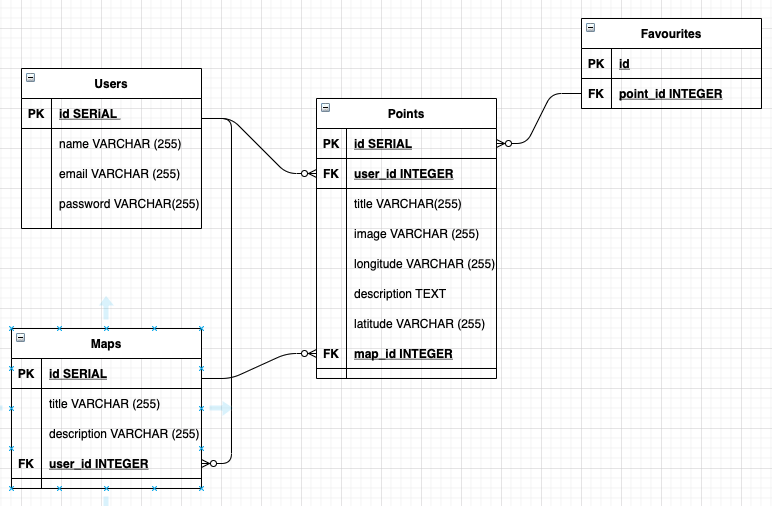 Users
PK id SERiAL
name VARCHAR (255)
email VARCHAR (255)
password VARCHAR(255)
Maps
PK id SERIAL
title VARCHAR (255)
description VARCHAR (255)
FK user_id INTEGER
Points
PK id SERIAL
FK user_id INTEGER
title VARCHAR(255)
image VARCHAR (255)
longitude VARCHAR (255)
description TEXT
latitude VARCHAR (255)
FK map_id INTEGER
Favourites
PK id
FK point_id INTEGER